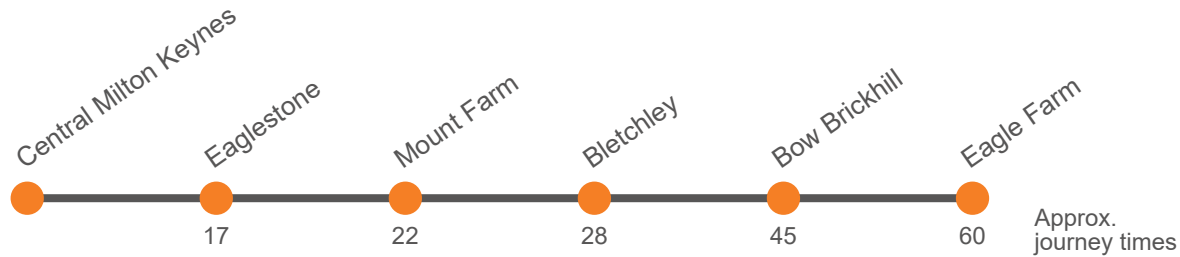 Central Milton Keynes
Eaglestone
Mount Farm
Bletchley
Bow Brickhill
Eagle Farm
17
22
28
45
60
Approx.
journey times